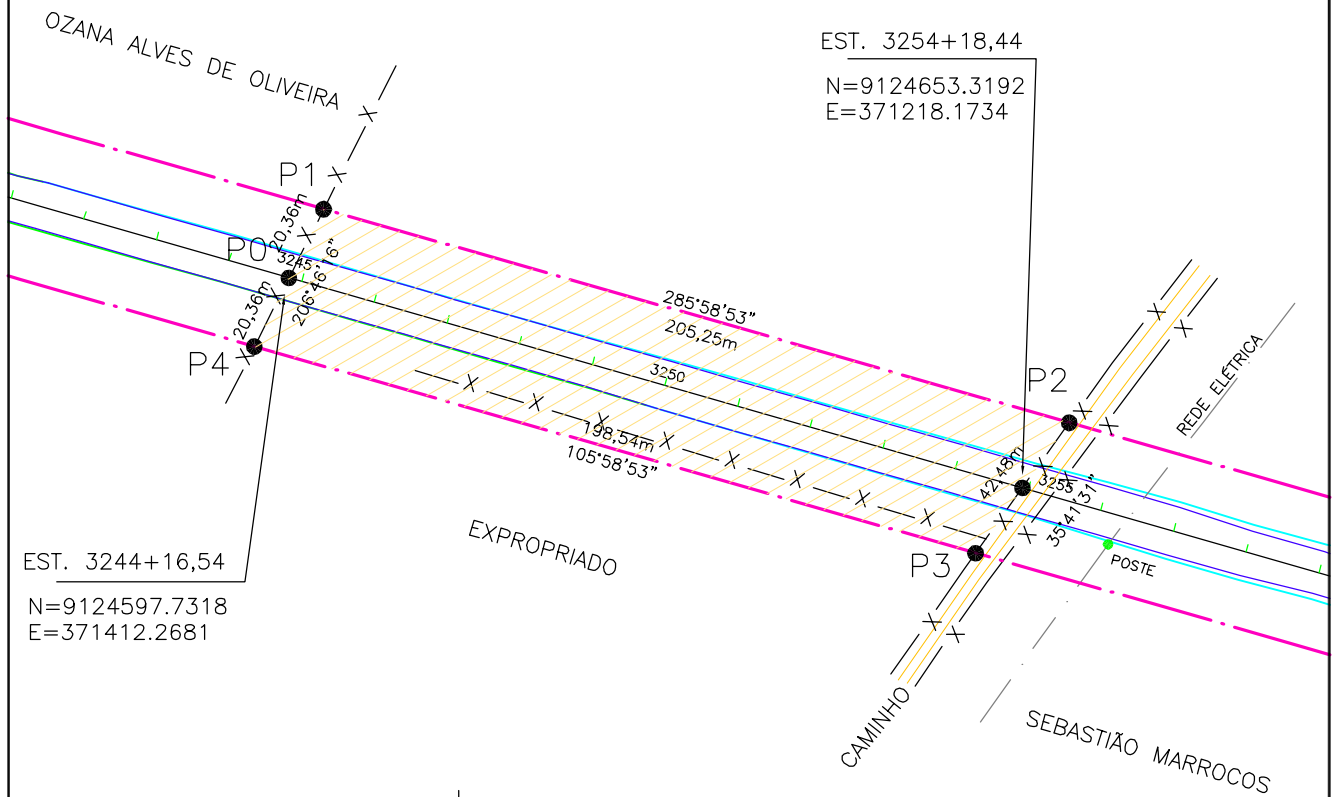 OZANA ALVES DE OLIVEIRA
EST. 3254+18,44
N=9124653.3192
E=371218.1734
P1
20,36m
P0
3245
206°46'16"
20,36m
P4
285°58'53"
205,25m
3250
P2
REDE ELÉTRICA
198,54m
105°58'53"
42,48m
3255
35°41'31"
P3
POSTE
EXPROPRIADO
EST. 3244+16,54
N=9124597.7318
E=371412.2681
CAMINHO
SEBASTIÃO MARROCOS